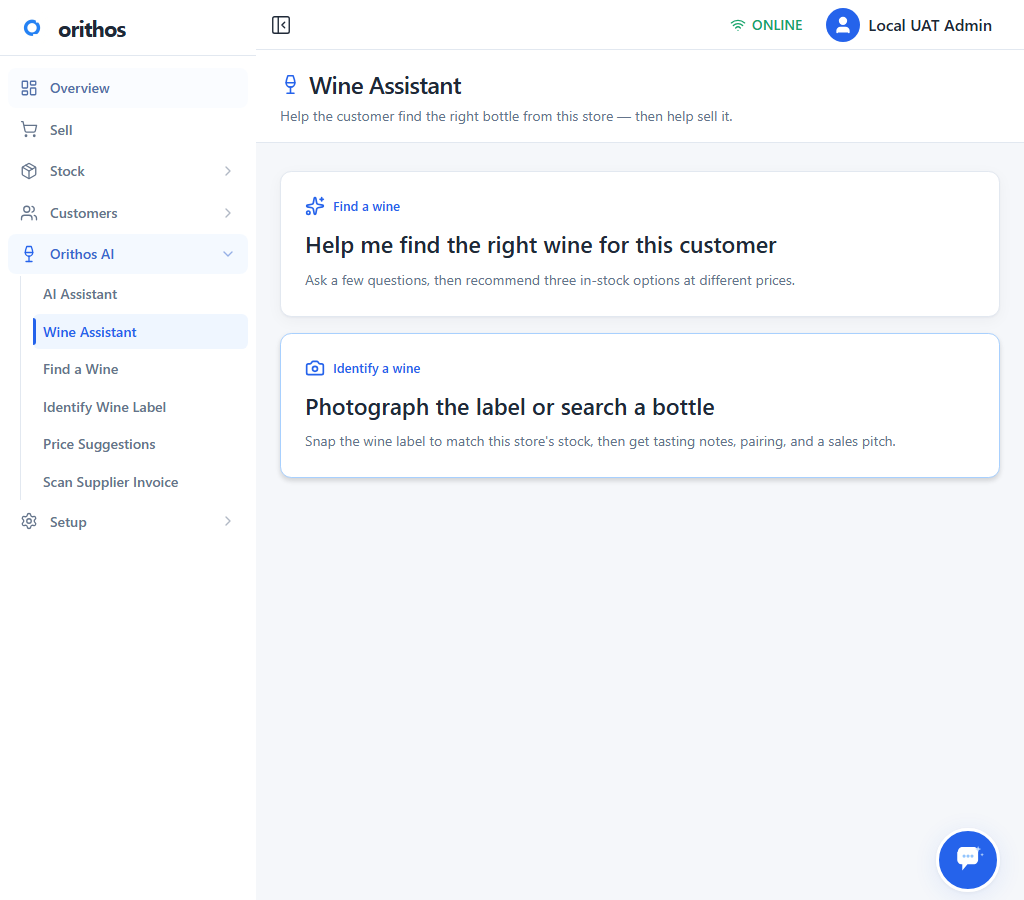 orithos
ONLINE
Local UAT Admin
Overview
Sell
Stock
Customers
Orithos AI
AI Assistant
Wine Assistant
Find a Wine
Identify Wine Label
Price Suggestions
Scan Supplier Invoice
Setup
Wine Assistant
Help the customer find the right bottle from this store — then help sell it.
Find a wine
Help me find the right wine for this customer
Ask a few questions, then recommend three in-stock options at different prices.
Identify a wine
Photograph the label or search a bottle
Snap the wine label to match this store's stock, then get tasting notes, pairing, and a sales pitch.